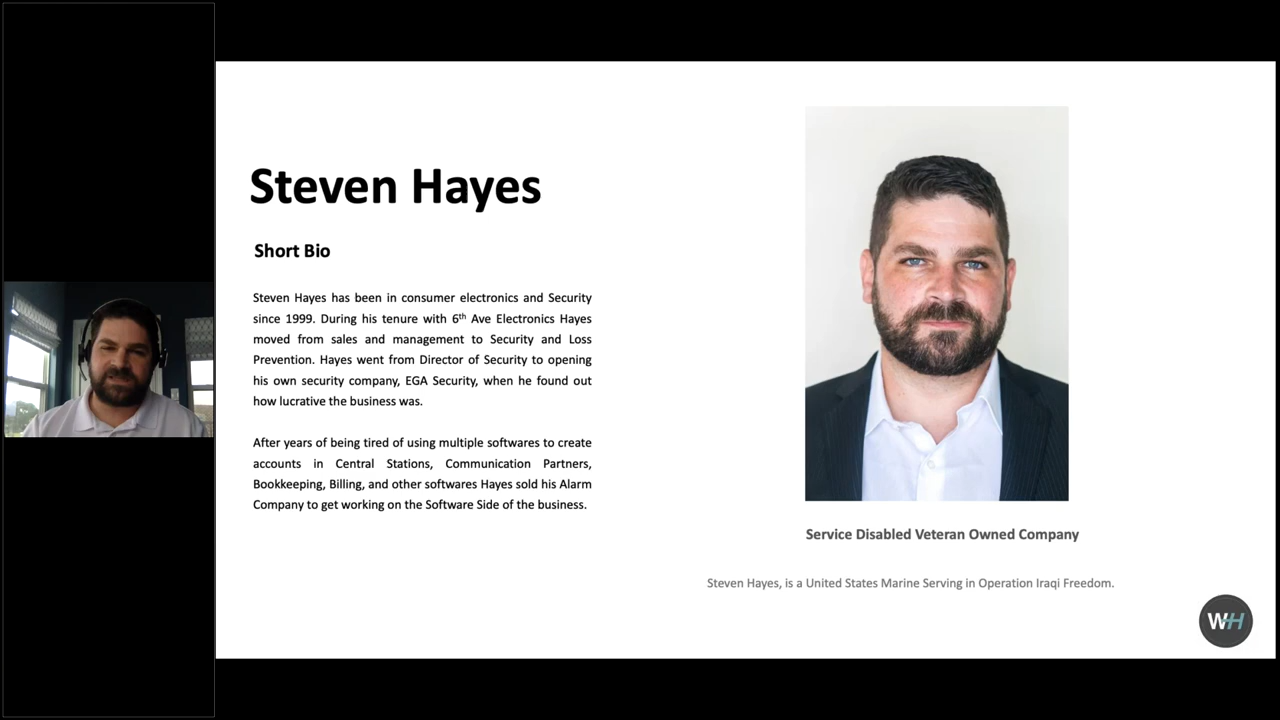 Steven Hayes
Short Bio
Steven Hayes has been in consumer electronics and Security
since 1999. During his tenure with 6th Ave Electronics Hayes
moved from sales and management to Security and Loss
Prevention. Hayes went from Director of Security to opening
his own security company, EGA Security, when he found out
how lucrative the business was.
After years of being tired of using multiple softwares to create
accounts in Central Stations, Communication Partners,
Bookkeeping, Billing, and other softwares Hayes sold his Alarm
Company to get working on the Software Side of the business.
Service Disabled Veteran Owned Company
Steven Hayes, is a United States Marine Serving in Operation Iraqi Freedom.
WH